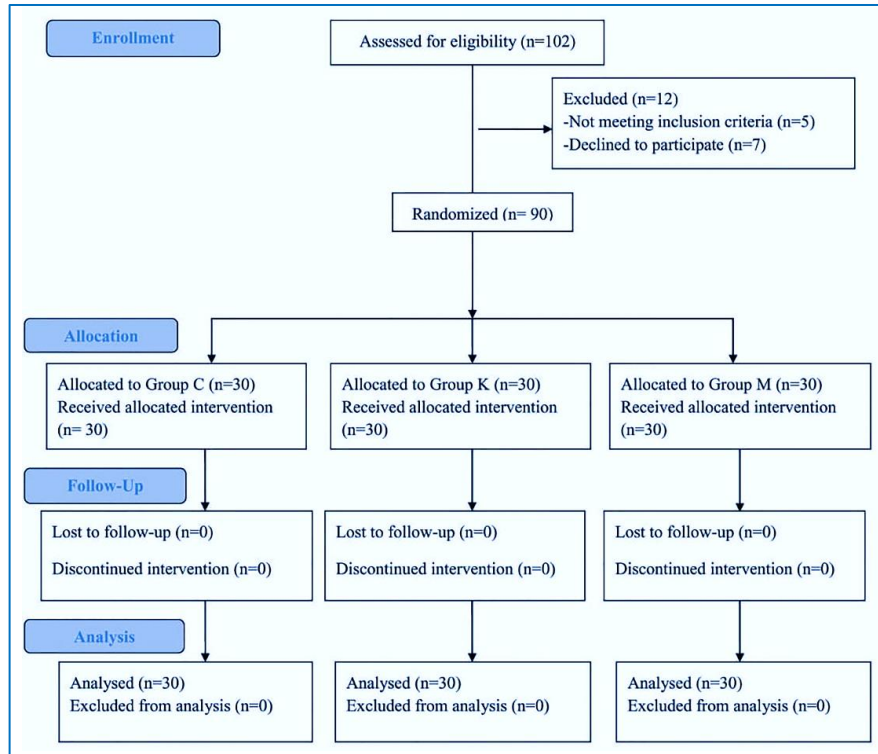 Enrollment
Assessed for eligibility (n=102)
Excluded (n=12)
-Not meeting inclusion criteria (n=5)
-Declined to participate (n=7)
Randomized (n= 90)
Allocation
Allocated to Group C (n=30)
Received allocated intervention
(n= 30)
Allocated to Group K (n=30)
Received allocated intervention
(n=30)
Allocated to Group M (n=30)
Received allocated intervention
(n=30)
Follow-Up
Lost to follow-up (n=0)
Discontinued intervention (n=0)
Lost to follow-up (n=0)
Discontinued intervention (n=0)
Lost to follow-up (n=0)
Discontinued intervention (n=0)
Analysis
Analysed (n=30)
Excluded from analysis (n=0)
Analysed (n=30)
Excluded from analysis (n=0)
Analysed (n=30)
Excluded from analysis (n=0)